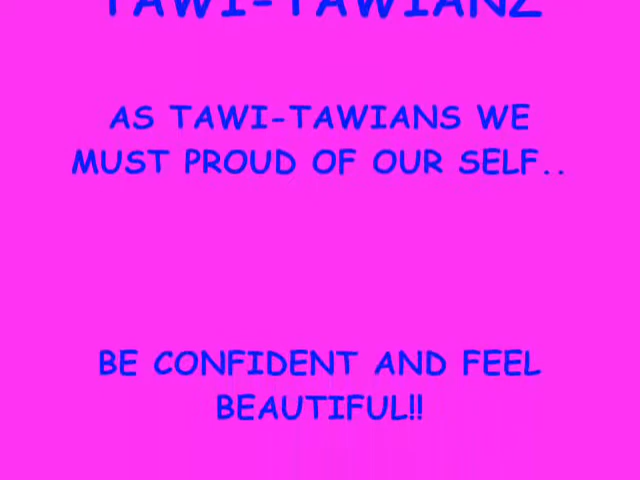 TAWI-TAWIANZ
AS TAWI-TAWIANS WE
MUST PROUD OF OUR SELF..
BE CONFIDENT AND FEEL
BEAUTIFUL!!